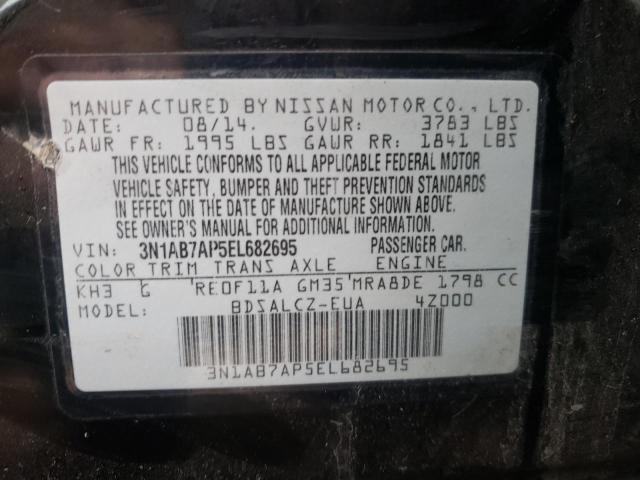 MANUFACTURED BY NISSAN MOTOR CO., LTD.
DATE: 08/14. GVWR: 3783 LBS
GAWR FR: 1995 LBS GAWR RR: 1841 LBS
THIS VEHICLE CONFORMS TO ALL APPLICABLE FEDERAL MOTOR
VEHICLE SAFETY, BUMPER AND THEFT PREVENTION STANDARDS
IN EFFECT ON THE DATE OF MANUFACTURE SHOWN ABOVE.
SEE OWNER'S MANUAL FOR ADDITIONAL INFORMATION.
VIN: 3N1AB7AP5EL682695 PASSENGER CAR.
COLOR TRIM TRANS AXLE ENGINE
KH3 G RE0F11A GM35 MRA8DE 1798 CC
MODEL: BDSALCZ-EUA 4Z000
3N1AB7AP5EL682695